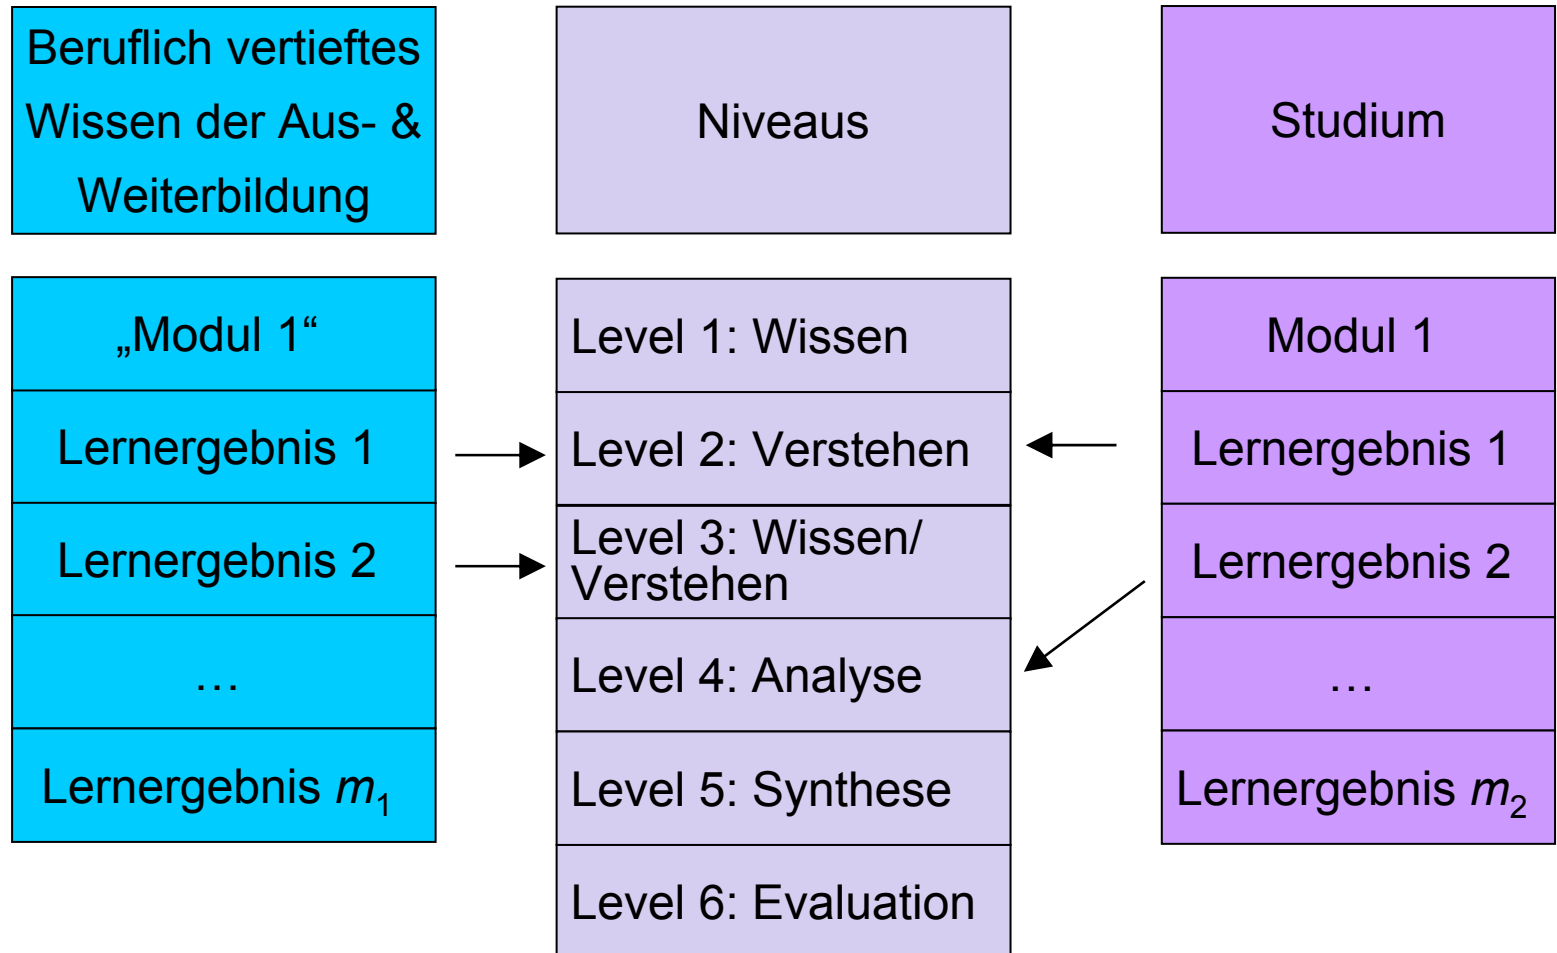 Beruflich vertieftes
Wissen der Aus- &
Weiterbildung
Niveaus
Studium
„Modul 1“
Lernergebnis 1
Lernergebnis 2
…
Lernergebnis m₁
Level 1: Wissen
Level 2: Verstehen
Level 3: Wissen/
Verstehen
Level 4: Analyse
Level 5: Synthese
Level 6: Evaluation
Modul 1
Lernergebnis 1
Lernergebnis 2
…
Lernergebnis m₂